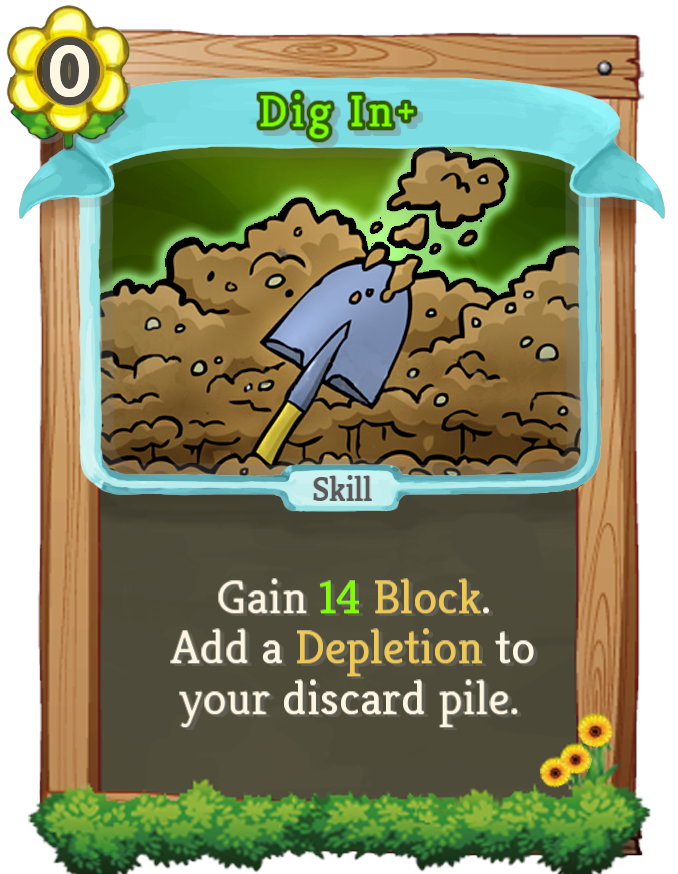 0
Dig In+
Skill
Gain 14 Block.
Add a Depletion to
your discard pile.